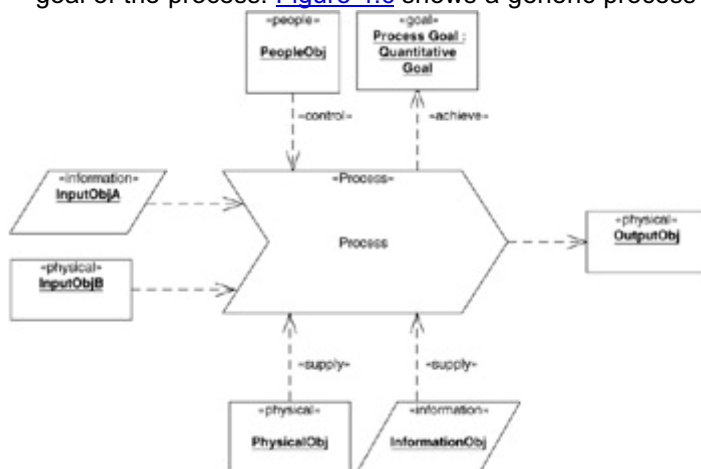 goal of the process. Figure 4.6 shows a generic process
«people»
PeopleObj
«goal»
Process Goal :
Quantitative
Goal
«control»
«achieve»
«information»
InputObjA
«Process»
Process
«physical»
OutputObj
«physical»
InputObjB
«supply»
«supply»
«physical»
PhysicalObj
«information»
InformationObj